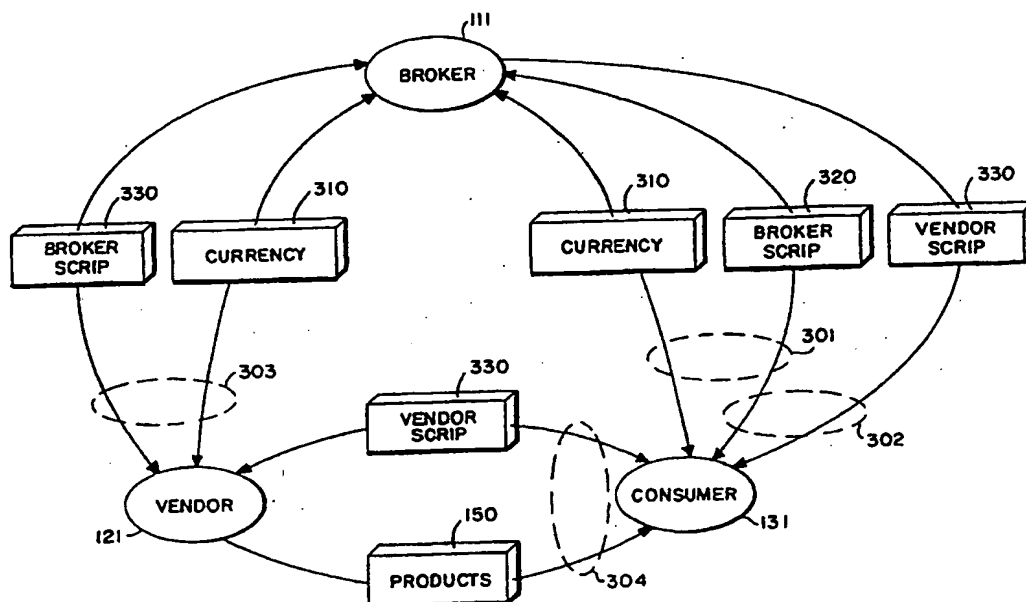 111
BROKER
330
BROKER
SCRIP
310
CURRENCY
310
CURRENCY
320
BROKER
SCRIP
330
VENDOR
SCRIP
301
302
303
330
VENDOR
SCRIP
VENDOR
121
CONSUMER
131
150
PRODUCTS
304